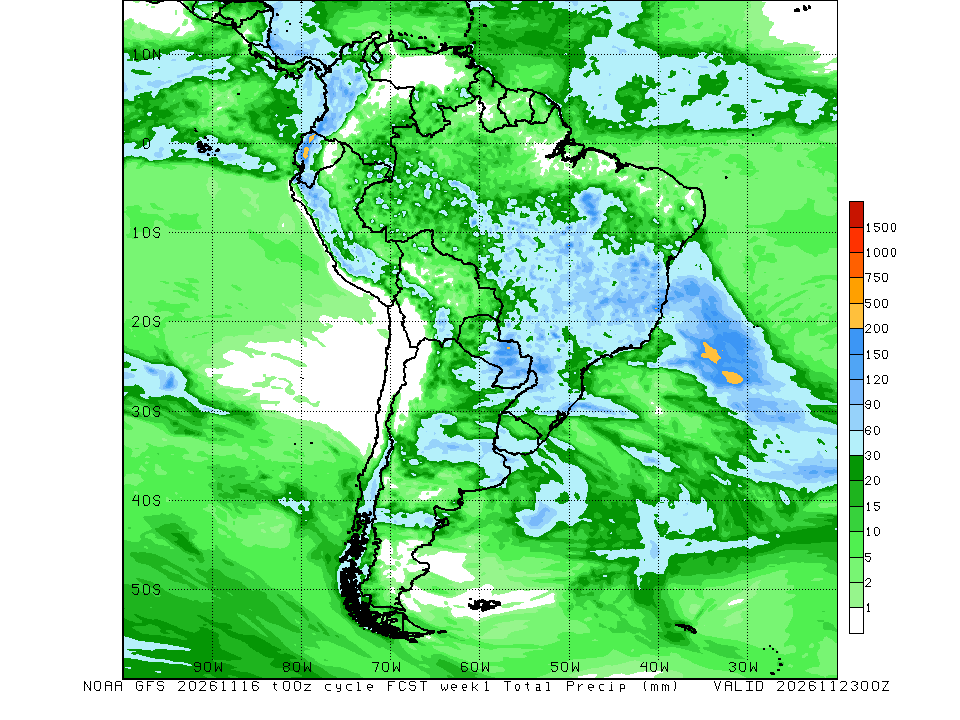 10N
0
10S
20S
30S
40S
50S
90W 80W 70W 60W 50W 40W 30W
1500
1000
750
500
200
150
120
90
60
30
20
15
10
5
2
1
NOAA GFS 20261116 t00z cycle FCST week1 Total Precip (mm) VALID 2026112300Z